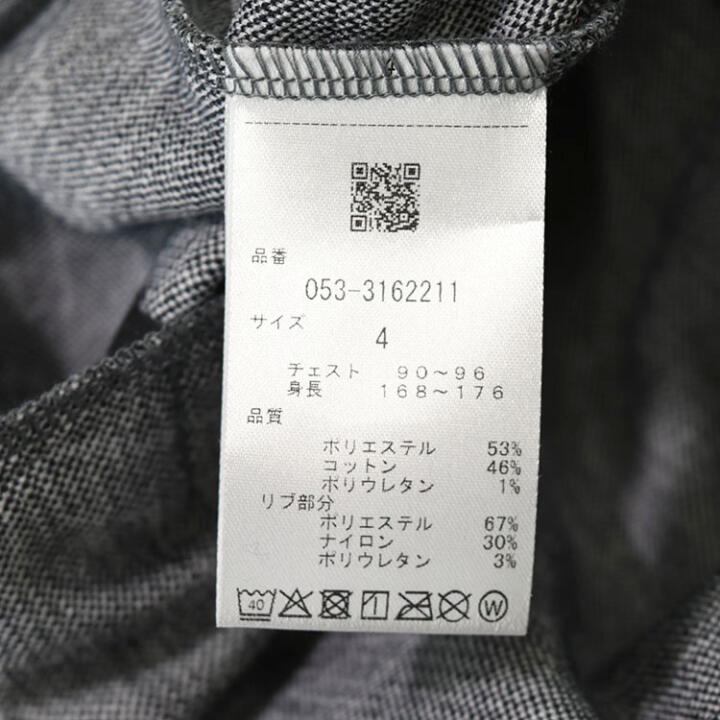 4
品番
053-3162211
サイズ
4
チェスト 90～96
身長 168～176
品質
ポリエステル 53%
コットン 46%
ポリウレタン 1%
リブ部分
ポリエステル 67%
ナイロン 30%
ポリウレタン 3%
40 W